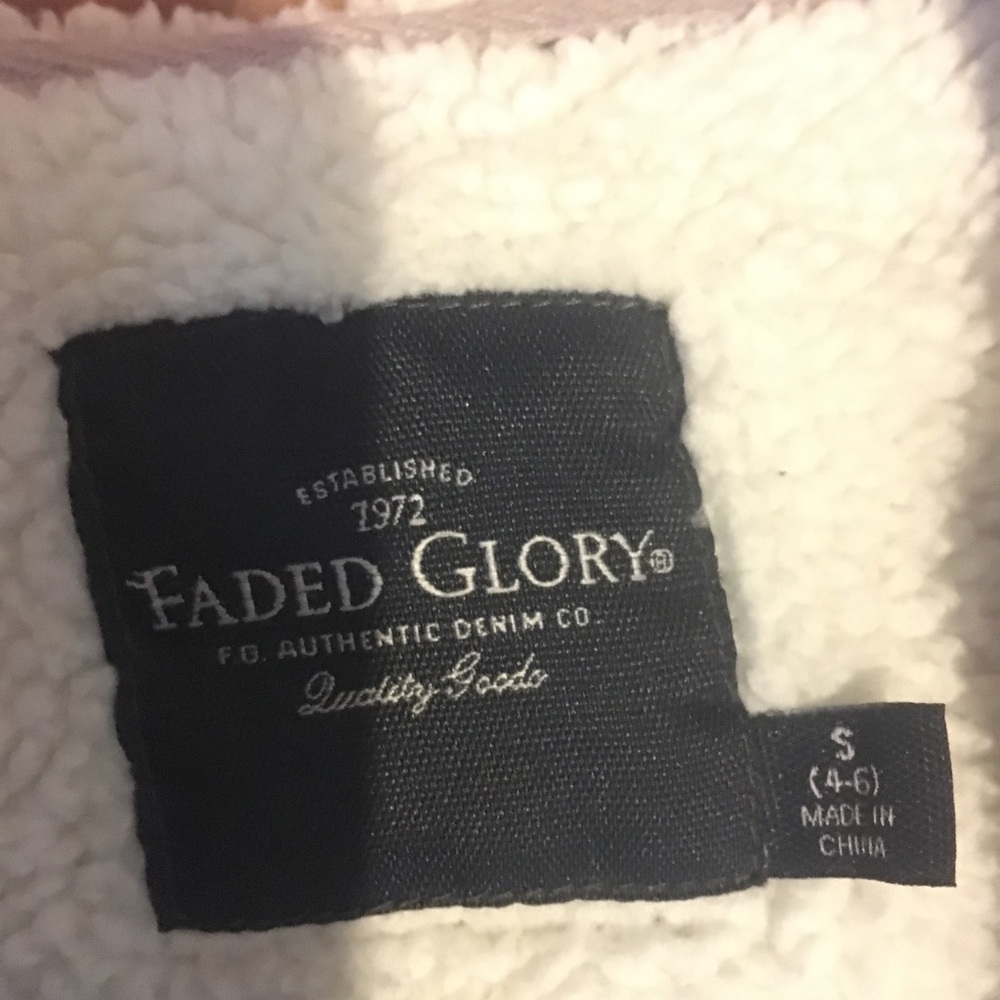 ESTABLISHED
1972
FADED GLORY®
F.G. AUTHENTIC DENIM CO.
Quality Goods
S
(4-6)
MADE IN
CHINA